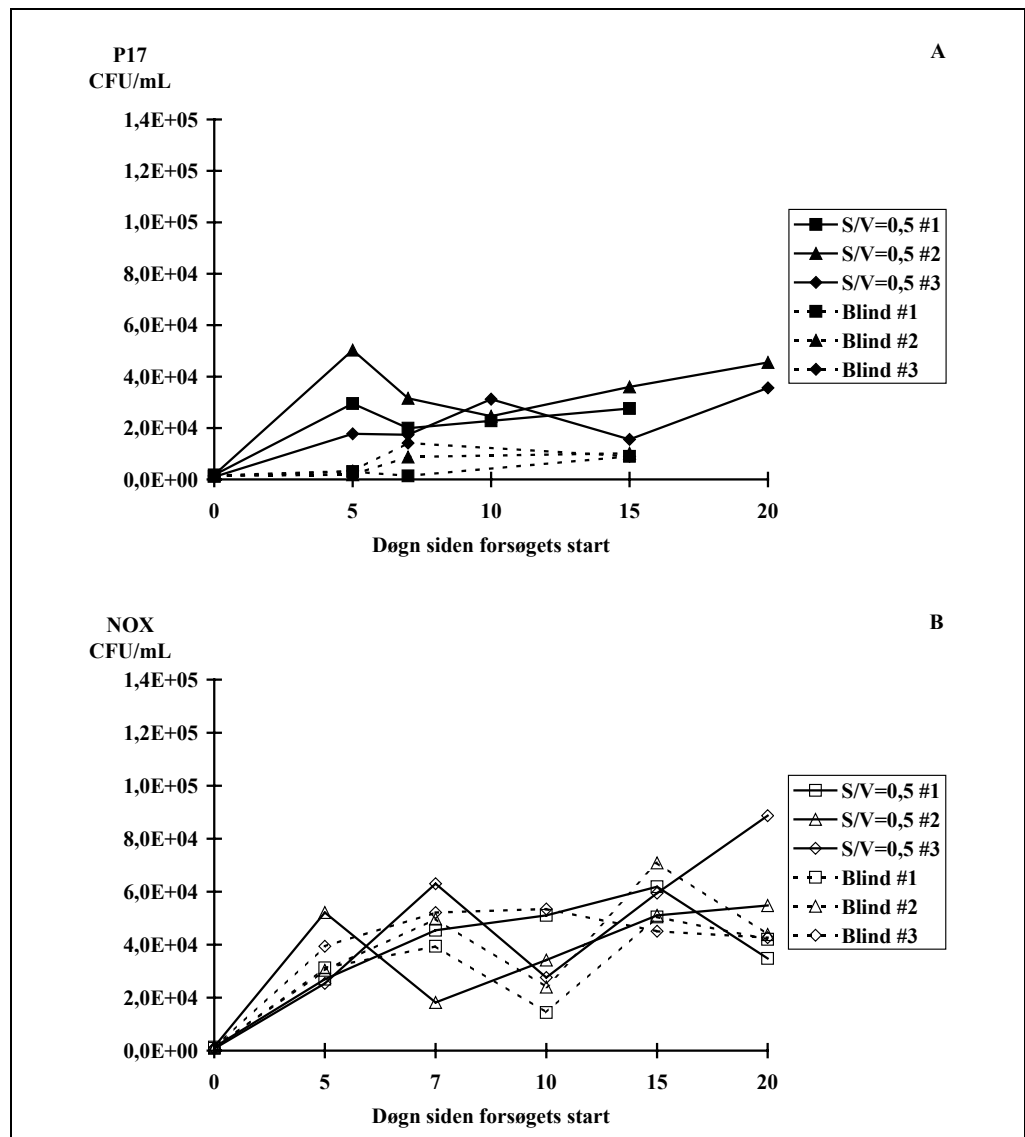 P17
A
CFU/mL
1,4E+05
1,2E+05
1,0E+05
8,0E+04
6,0E+04
4,0E+04
2,0E+04
0,0E+00
0 5 10 15 20
Døgn siden forsøgets start
S/V=0,5 #1
S/V=0,5 #2
S/V=0,5 #3
Blind #1
Blind #2
Blind #3
NOX
B
CFU/mL
1,4E+05
1,2E+05
1,0E+05
8,0E+04
6,0E+04
4,0E+04
2,0E+04
0,0E+00
0 5 7 10 15 20
Døgn siden forsøgets start
S/V=0,5 #1
S/V=0,5 #2
S/V=0,5 #3
Blind #1
Blind #2
Blind #3